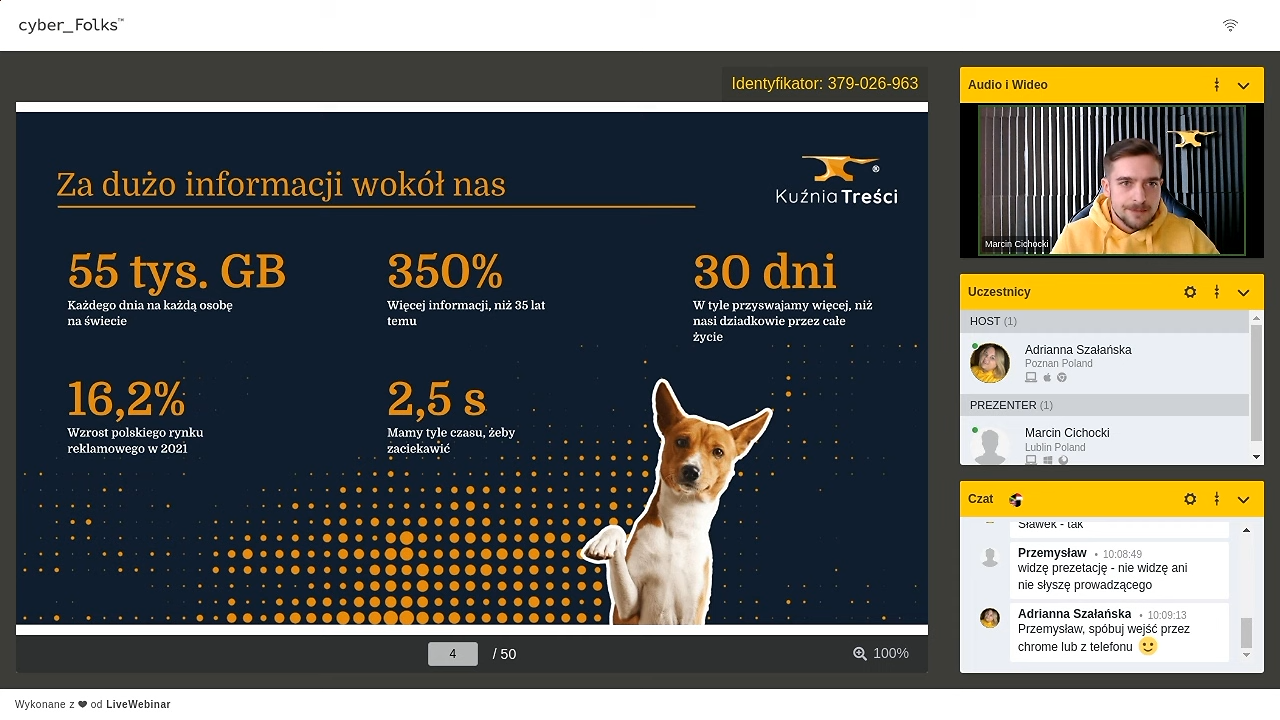 cyber_Folks™
Identyfikator: 379-026-963
Za dużo informacji wokół nas
®
Kuźnia Treści
55 tys. GB
Każdego dnia na każdą osobę
na świecie
350%
Więcej informacji, niż 35 lat
temu
30 dni
W tyle przyswajamy więcej, niż
nasi dziadkowie przez całe
życie
16,2%
Wzrost polskiego rynku
reklamowego w 2021
2,5 s
Mamy tyle czasu, żeby
zaciekawić
4 / 50
100%
Audio i Wideo
Marcin Cichocki
Uczestnicy
HOST (1)
Adrianna Szałańska
Poznan Poland
PREZENTER (1)
Marcin Cichocki
Lublin Poland
Czat
Sławek - tak
Przemysław • 10:08:49
widzę prezetację - nie widzę ani
nie słyszę prowadzącego
Adrianna Szałańska • 10:09:13
Przemysław, spóbuj wejść przez
chrome lub z telefonu
Wykonane z ❤ od LiveWebinar